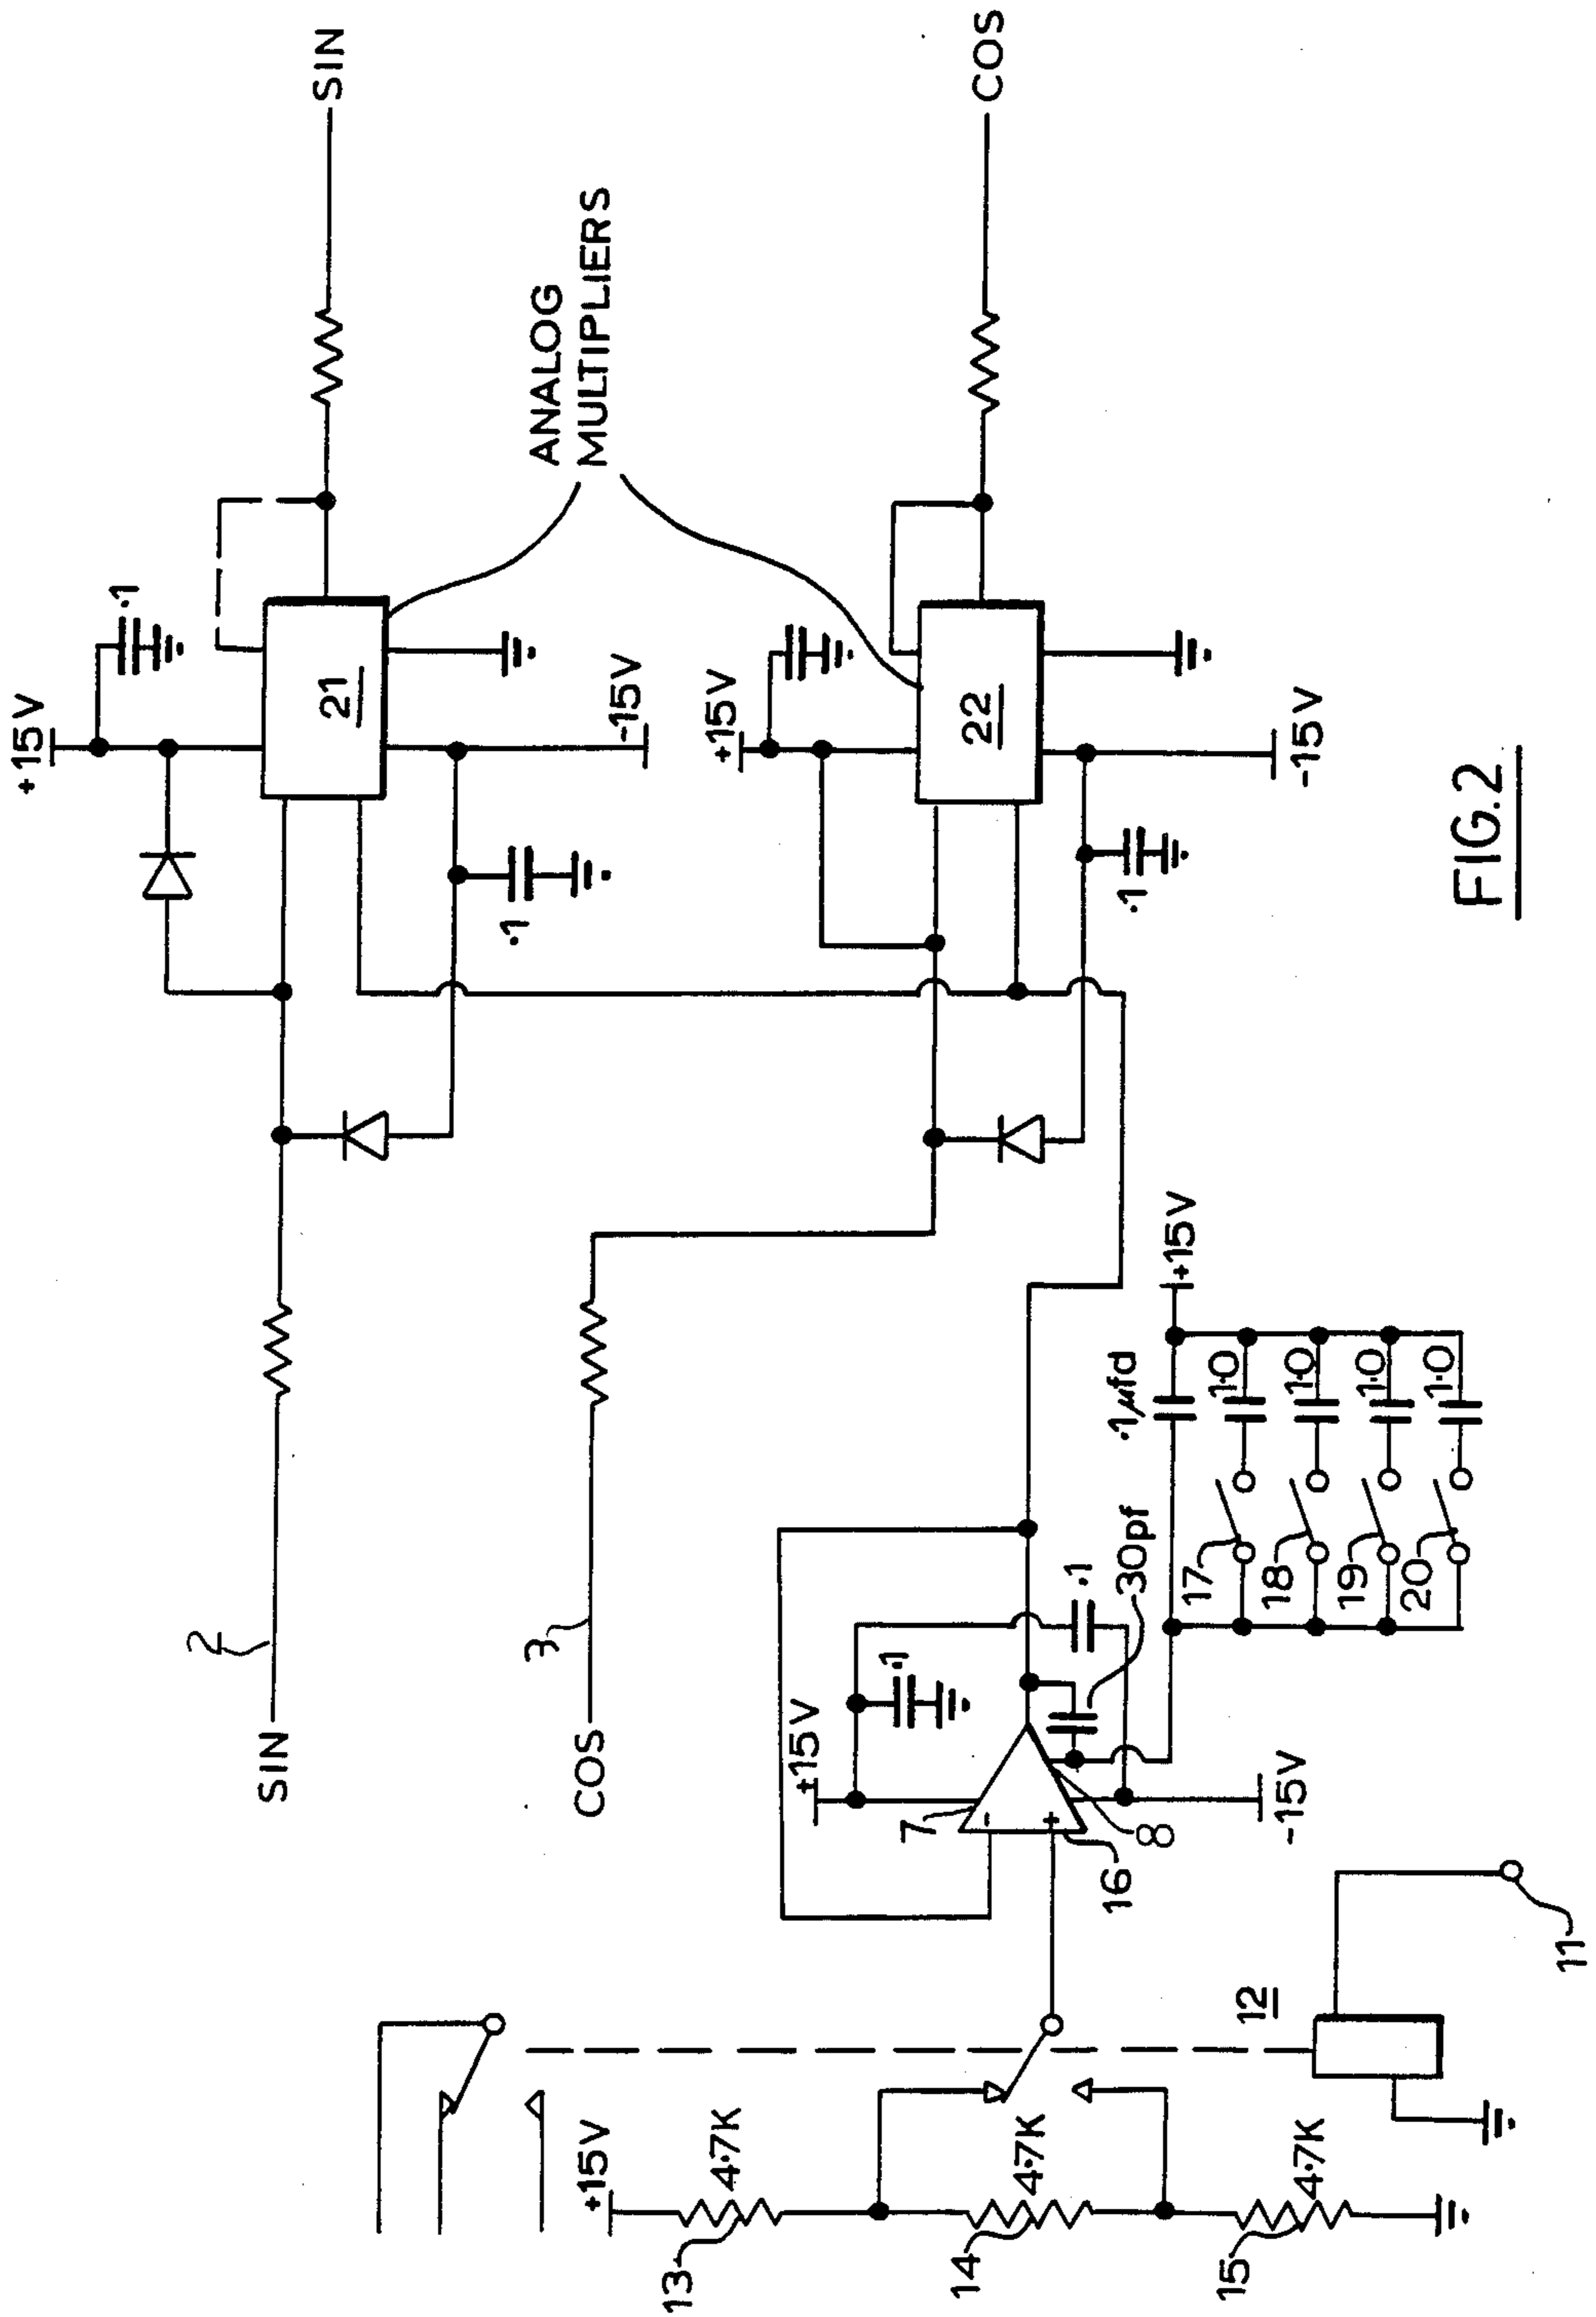 SIN
2
+15V
.1
21
-15V
.1
SIN
ANALOG
MULTIPLIERS
COS
3
+15V
22
-15V
.1
COS
+15V
13
4.7K
14
4.7K
15
4.7K
12
11
±15V
.1
7
-
+
16
8
-15V
.1
30pf
.1µfd
+15V
17
1.0
18
1.0
19
1.0
20
1.0
FIG.2